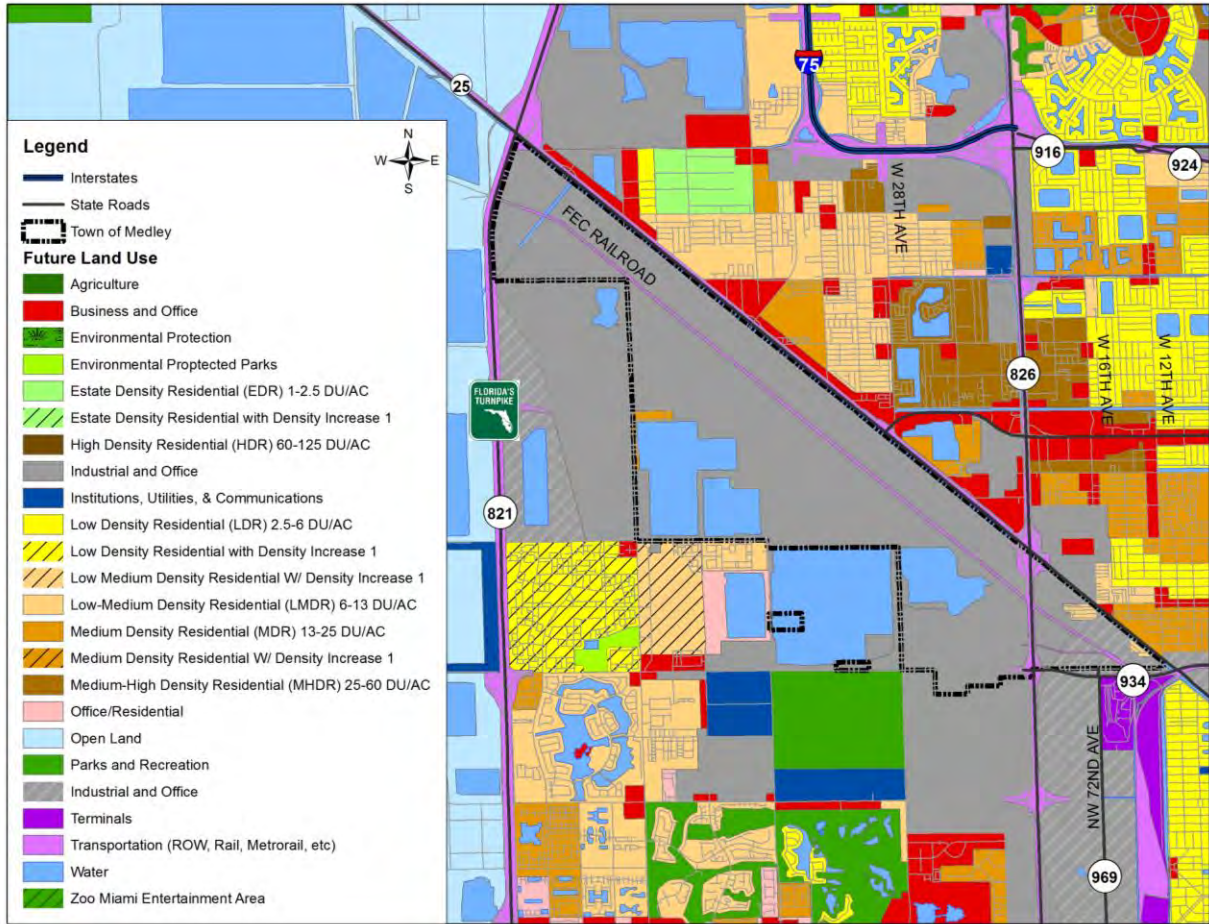 75
25
916
924
W 28TH AVE
FEC RAILROAD
N
W E
S
Legend
Interstates
State Roads
Town of Medley
Future Land Use
Agriculture
Business and Office
Environmental Protection
Environmental Proptected Parks
Estate Density Residential (EDR) 1-2.5 DU/AC
Estate Density Residential with Density Increase 1
High Density Residential (HDR) 60-125 DU/AC
Industrial and Office
Institutions, Utilities, & Communications
Low Density Residential (LDR) 2.5-6 DU/AC
Low Density Residential with Density Increase 1
Low Medium Density Residential W/ Density Increase 1
Low-Medium Density Residential (LMDR) 6-13 DU/AC
Medium Density Residential (MDR) 13-25 DU/AC
Medium Density Residential W/ Density Increase 1
Medium-High Density Residential (MHDR) 25-60 DU/AC
Office/Residential
Open Land
Parks and Recreation
Industrial and Office
Terminals
Transportation (ROW, Rail, Metrorail, etc)
Water
Zoo Miami Entertainment Area
W 16TH AVE
W 12TH AVE
826
FLORIDA'S
TURNPIKE
821
934
NW 72ND AVE
969